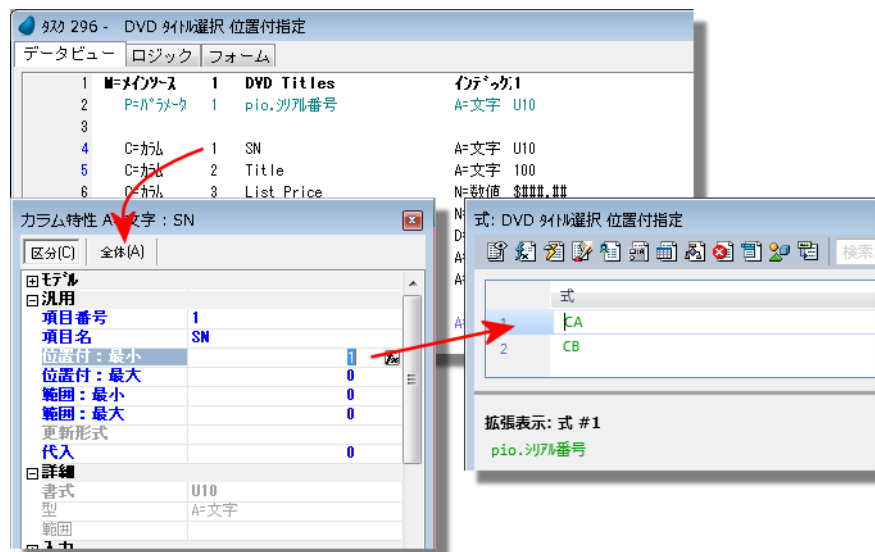 ﾀｽｸ 296 - DVD ﾀｲﾄﾙ選択 位置付指定
データビュー ロジック フォーム
1 M=ﾒｲﾝｿｰｽ 1 DVD Titles ｲﾝﾃﾞｯｸ:1
2 P=ﾊﾟﾗﾒｰﾀ 1 pio.ｼﾘｱﾙ番号 A=文字 U10
3
4 C=ｶﾗﾑ 1 SN A=文字 U10
5 C=ｶﾗﾑ 2 Title A=文字 100
6 C=ｶﾗﾑ 3 List Price N=数値 $###.##
カラム特性 A=文字 : SN
区分(C) 全体(A)
モデル
汎用
項目番号 1
項目名 SN
位置付：最小 1
位置付：最大 0
範囲：最小 0
範囲：最大 0
更新形式
代入 0
詳細
書式 U10
型 A=文字
範囲
入力
式: DVD ﾀｲﾄﾙ選択 位置付指定
検索
式
1 CA
2 CB
拡張表示: 式 #1
pio.ｼﾘｱﾙ番号